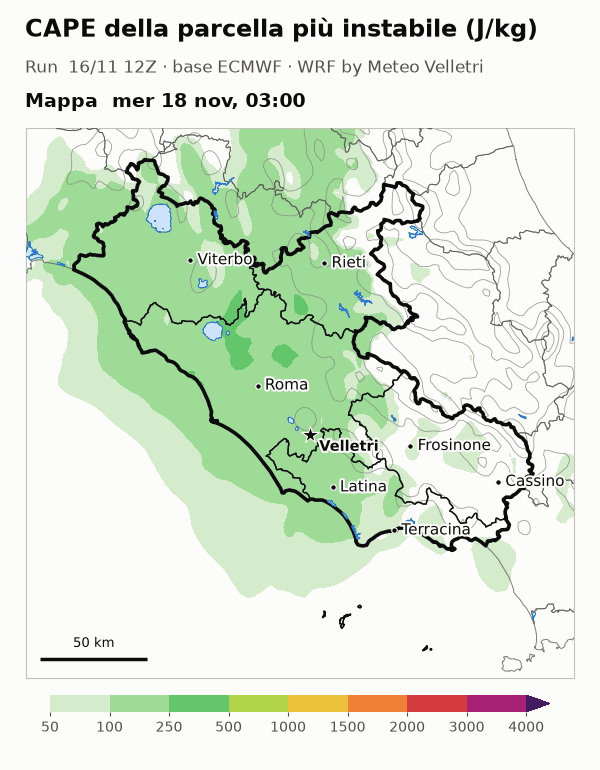 CAPE della parcella più instabile (J/kg)
Run  16/11 12Z · base ECMWF · WRF by Meteo Velletri
Mappa  mer 18 nov, 03:00
Viterbo
Rieti
Roma
Velletri
Frosinone
Latina
Cassino
Terracina
50 km
50 100 250 500 1000 1500 2000 3000 4000